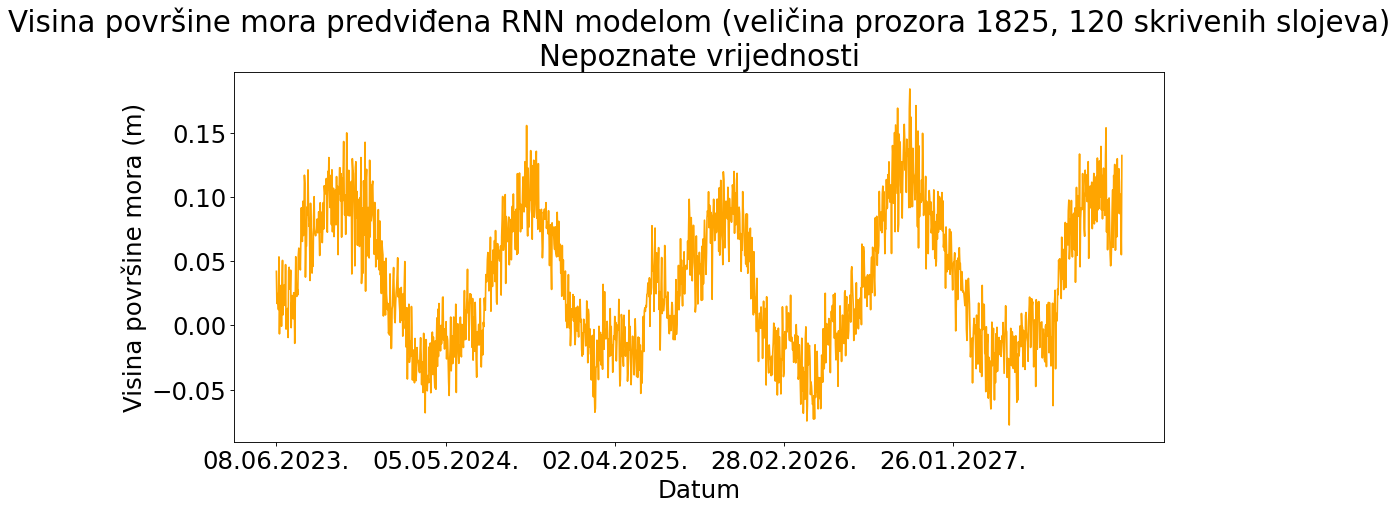 Visina površine mora predviđena RNN modelom (veličina prozora 1825, 120 skrivenih slojeva)
Nepoznate vrijednosti
Visina površine mora (m)
0.15
0.10
0.05
0.00
−0.05
08.06.2023. 05.05.2024. 02.04.2025. 28.02.2026. 26.01.2027.
Datum